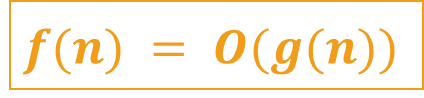 f(n) = O(g(n))